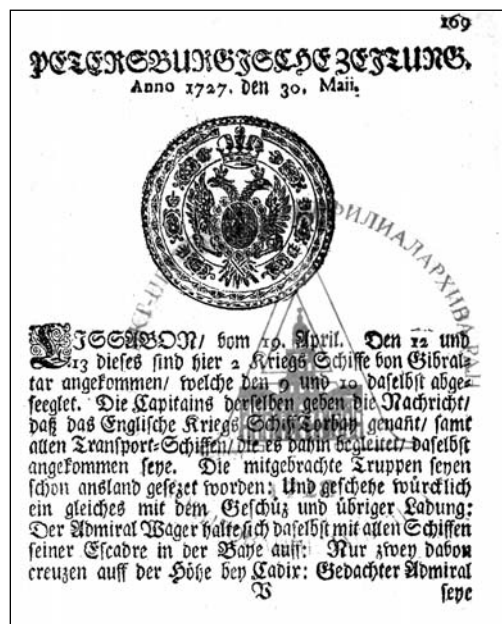 169
PETERSBURGISCHE ZEITUNG.
Anno 1727. den 30. Maii.
LISSABON/ vom 19. April. Den 12 und
13 dieses sind hier 2 Kriegs Schiffe von Gibral-
tar angekommen/ welche den 9 und 10 daselbst abge-
seeglet. Die Capitains derselben geben die Nachricht/
daß das Englische Kriegs Schiff Torbay genant/ samt
allen Transport-Schiffen/ die es dahin begleitet/ daselbst
angekommen seye. Die mitgebrachte Truppen seyen
schon ansland gesezet worden: Und geschehe würcklich
ein gleiches mit dem Geschüz und übriger Ladung:
Der Admiral Wager halte sich daselbst mit allen Schiffen
seiner Escadre in der Baye auff: Nur zwey davon
creuzen auff der Höhe bey Cadix: Gedachter Admiral
V seye
ФИЛИАЛ АРХИВА РАН